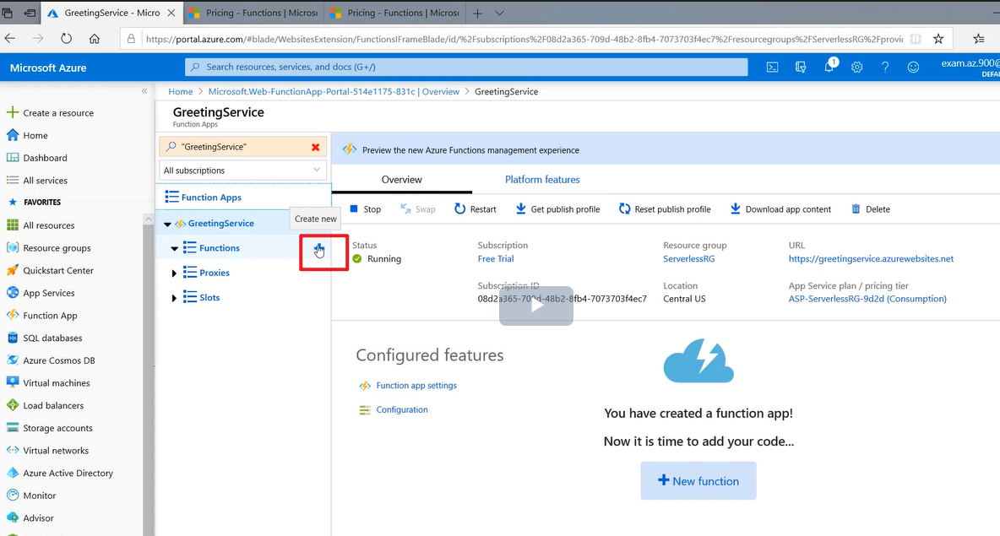 GreetingService - Micro
Pricing - Functions | Microso
Pricing - Functions | Microso
https://portal.azure.com/#blade/WebsitesExtension/FunctionsIFrameBlade/id/%2Fsubscriptions%2F08d2a365-709d-48b2-8fb4-7073703f4ec7%2Fresourcegroups%2FServerlessRG%2Fprovic
Microsoft Azure
Search resources, services, and docs (G+/)
1
exam.az.900@
DEFAU
«
Create a resource
Home
Dashboard
All services
FAVORITES
All resources
Resource groups
Quickstart Center
App Services
Function App
SQL databases
Azure Cosmos DB
Virtual machines
Load balancers
Storage accounts
Virtual networks
Azure Active Directory
Monitor
Advisor
Home > Microsoft.Web-FunctionApp-Portal-514e1175-831c | Overview > GreetingService
GreetingService
Function Apps
"GreetingService"
All subscriptions
Function Apps
GreetingService
Create new
Functions
Proxies
Slots
Preview the new Azure Functions management experience
Overview
Platform features
Stop
Swap
Restart
Get publish profile
Reset publish profile
Download app content
Delete
Status
Running
Subscription
Free Trial
Resource group
ServerlessRG
URL
https://greetingservice.azurewebsites.net
Subscription ID
08d2a365-709d-48b2-8fb4-7073703f4ec7
Location
Central US
App Service plan / pricing tier
ASP-ServerlessRG-9d2d (Consumption)
Configured features
Function app settings
Configuration
You have created a function app!
Now it is time to add your code...
New function